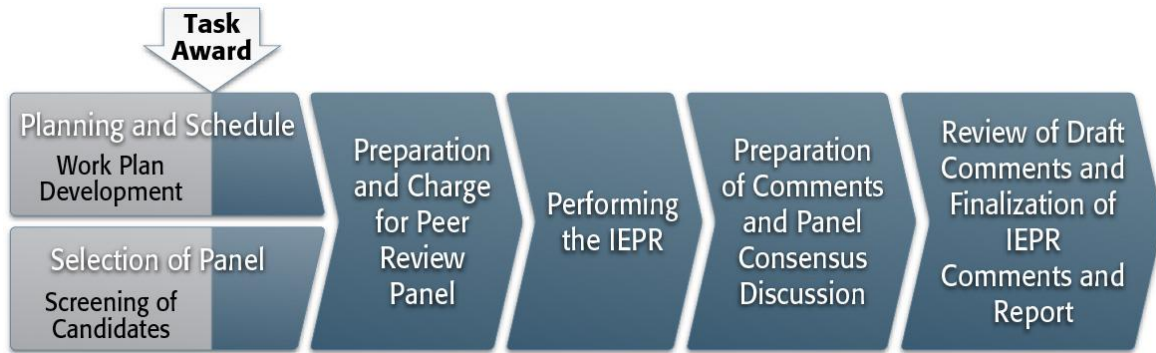 Task
Award
Planning and Schedule
Work Plan
Development
Selection of Panel
Screening of
Candidates
Preparation
and Charge
for Peer
Review
Panel
Performing
the IEPR
Preparation
of Comments
and Panel
Consensus
Discussion
Review of Draft
Comments and
Finalization of
IEPR
Comments and
Report